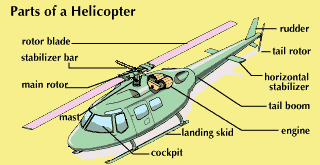 Parts of a Helicopter
rotor blade
stabilizer bar
main rotor
mast
cockpit
landing skid
engine
tail boom
horizontal
stabilizer
tail rotor
rudder